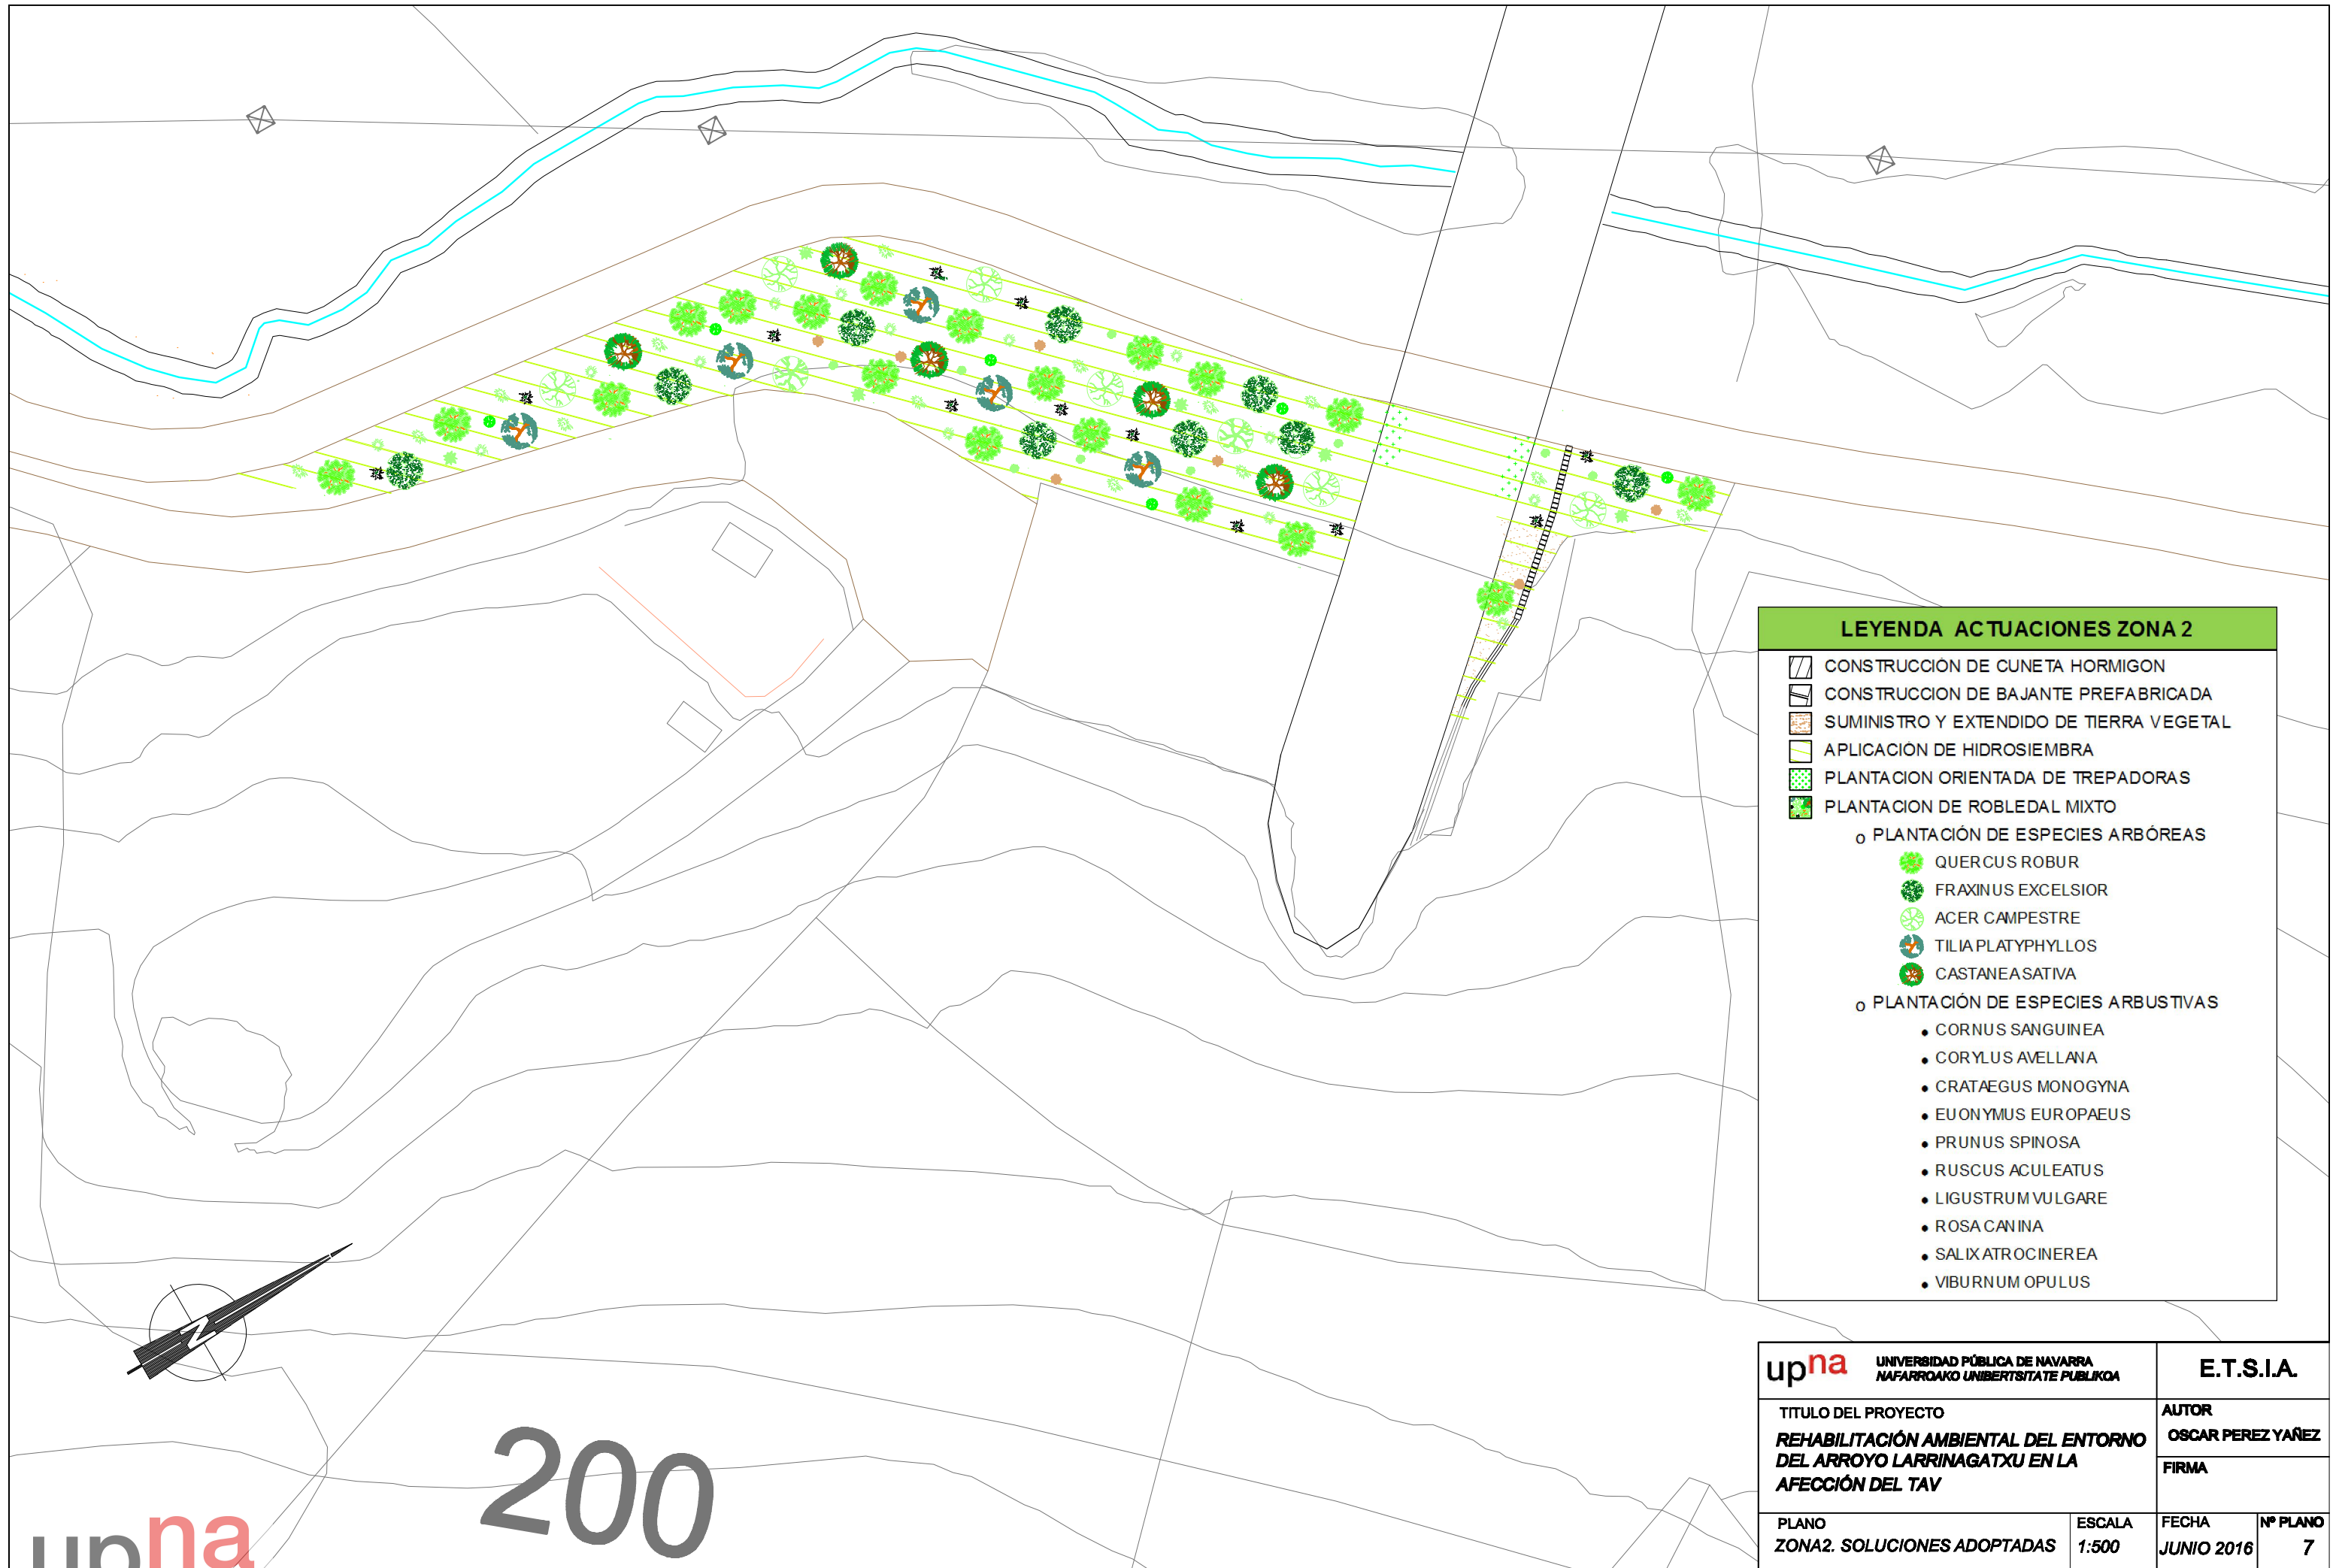 LEYENDA ACTUACIONES ZONA 2
CONSTRUCCIÓN DE CUNETA HORMIGON
CONSTRUCCION DE BAJANTE PREFABRICADA
SUMINISTRO Y EXTENDIDO DE TIERRA VEGETAL
APLICACIÓN DE HIDROSIEMBRA
PLANTACION ORIENTADA DE TREPADORAS
PLANTACION DE ROBLEDAL MIXTO
o PLANTACIÓN DE ESPECIES ARBÓREAS
QUERCUS ROBUR
FRAXINUS EXCELSIOR
ACER CAMPESTRE
TILIA PLATYPHYLLOS
CASTANEA SATIVA
o PLANTACIÓN DE ESPECIES ARBUSTIVAS
• CORNUS SANGUINEA
• CORYLUS AVELLANA
• CRATAEGUS MONOGYNA
• EUONYMUS EUROPAEUS
• PRUNUS SPINOSA
• RUSCUS ACULEATUS
• LIGUSTRUM VULGARE
• ROSA CANINA
• SALIX ATROCINEREA
• VIBURNUM OPULUS
N
200
upna
upna
UNIVERSIDAD PÚBLICA DE NAVARRA
NAFARROAKO UNIBERTSITATE PUBLIKOA
E.T.S.I.A.
TITULO DEL PROYECTO
REHABILITACIÓN AMBIENTAL DEL ENTORNO
DEL ARROYO LARRINAGATXU EN LA
AFECCIÓN DEL TAV
AUTOR
OSCAR PEREZ YAÑEZ
FIRMA
PLANO
ZONA2. SOLUCIONES ADOPTADAS
ESCALA
1:500
FECHA
JUNIO 2016
Nº PLANO
7